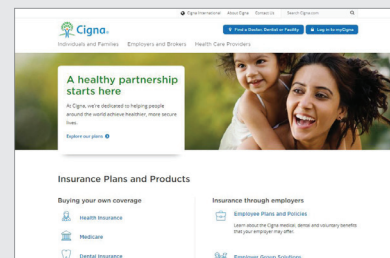 Cigna International About Cigna Contact Us Search Cigna.com
Cigna.
Find a Doctor, Dentist or Facility Log in to myCigna
Individuals and Families Employers and Brokers Health Care Providers
A healthy partnership
starts here
At Cigna, we're dedicated to helping people
around the world achieve healthier, more secure
lives.
Explore our plans
Insurance Plans and Products
Buying your own coverage
Health Insurance
Medicare
Dental Insurance
Insurance through employers
Employee Plans and Policies
Learn about the Cigna medical, dental and voluntary benefits
that your employer may offer.
Employer Group Solutions